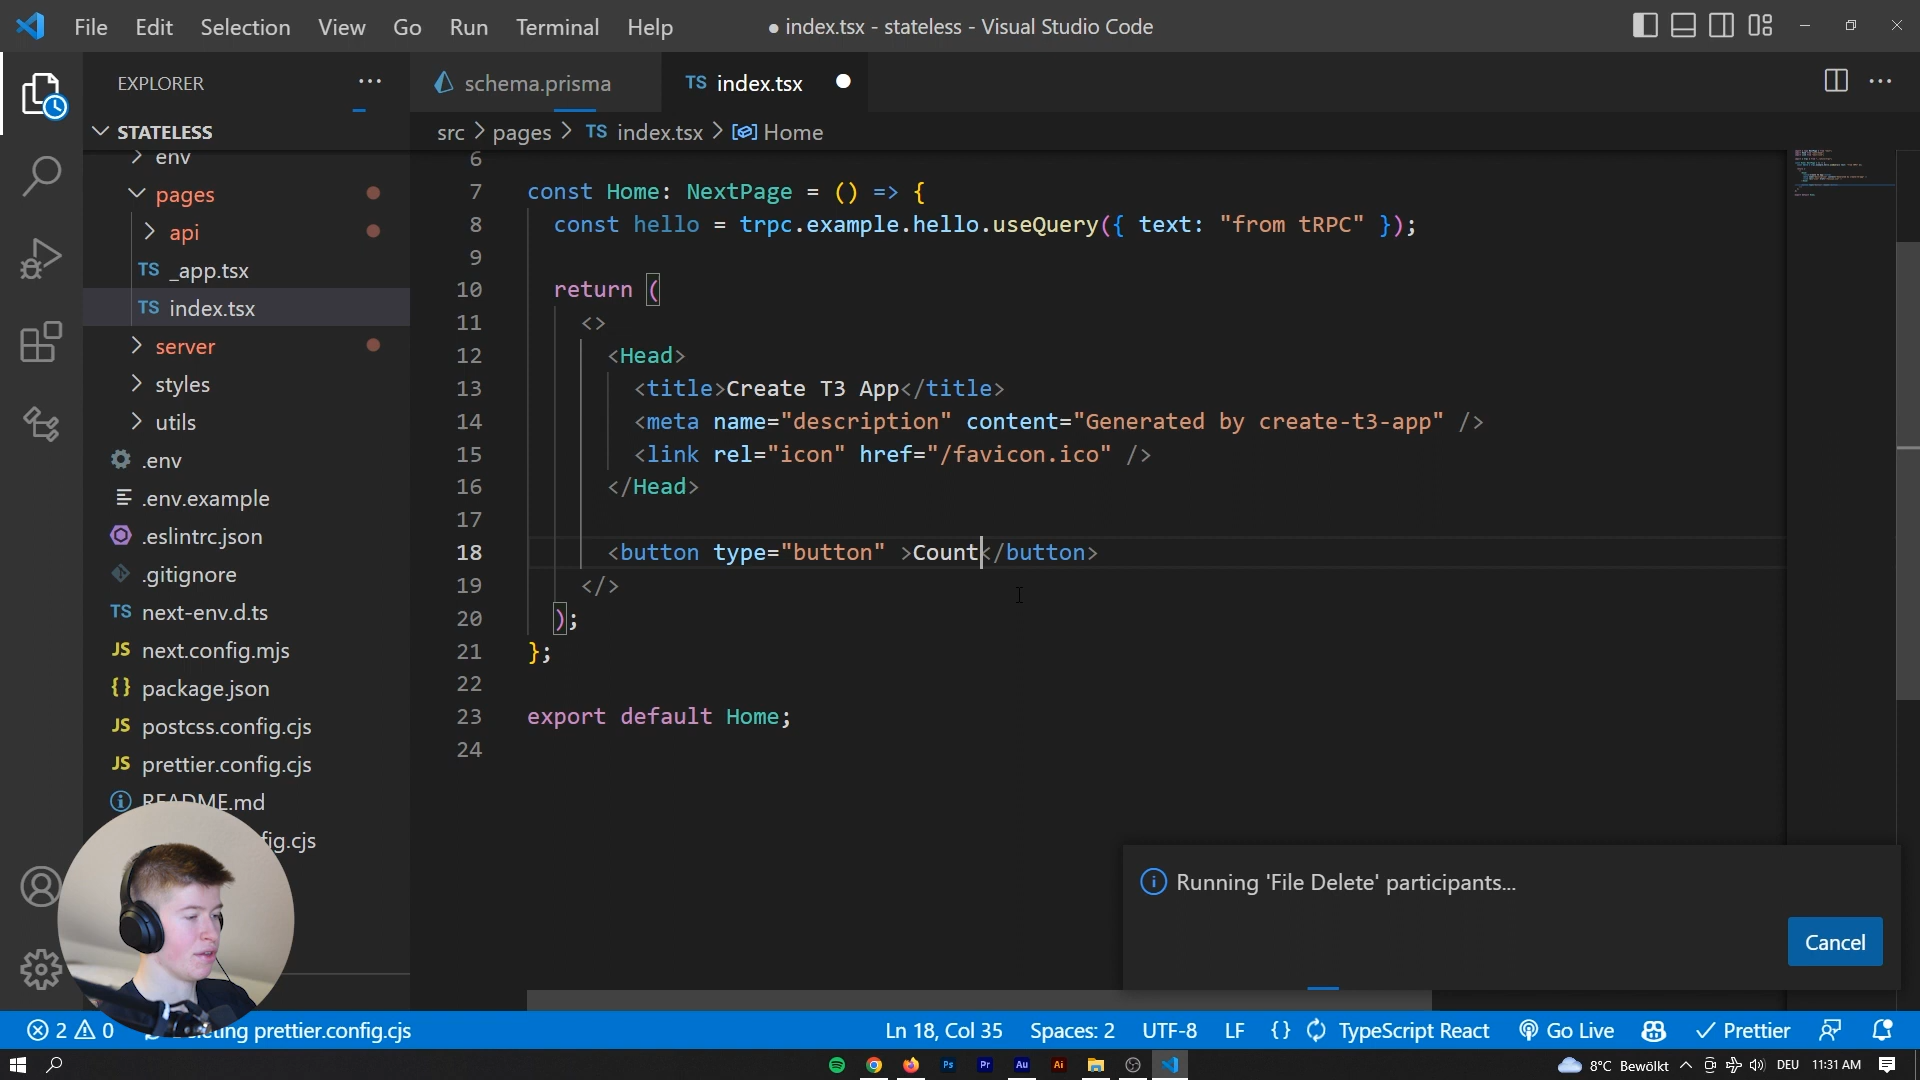 File Edit Selection View Go Run Terminal Help
● index.tsx - stateless - Visual Studio Code
EXPLORER
STATELESS
env
pages
api
TS _app.tsx
TS index.tsx
server
styles
utils
.env
.env.example
.eslintrc.json
.gitignore
TS next-env.d.ts
JS next.config.mjs
{} package.json
JS postcss.config.cjs
JS prettier.config.cjs
README.md
fig.cjs
schema.prisma
TS index.tsx
src > pages > TS index.tsx > Home
6
7 const Home: NextPage = () => {
8 const hello = trpc.example.hello.useQuery({ text: "from tRPC" });
9
10 return (
11 <>
12 <Head>
13 <title>Create T3 App</title>
14 <meta name="description" content="Generated by create-t3-app" />
15 <link rel="icon" href="/favicon.ico" />
16 </Head>
17
18 <button type="button" >Count</button>
19 </>
20 );
21 };
22
23 export default Home;
24
Running 'File Delete' participants...
Cancel
2 0 eting prettier.config.cjs
Ln 18, Col 35 Spaces: 2 UTF-8 LF {} TypeScript React Go Live Prettier
Ps Pr Au Ai
8°C Bewölkt DEU 11:31 AM